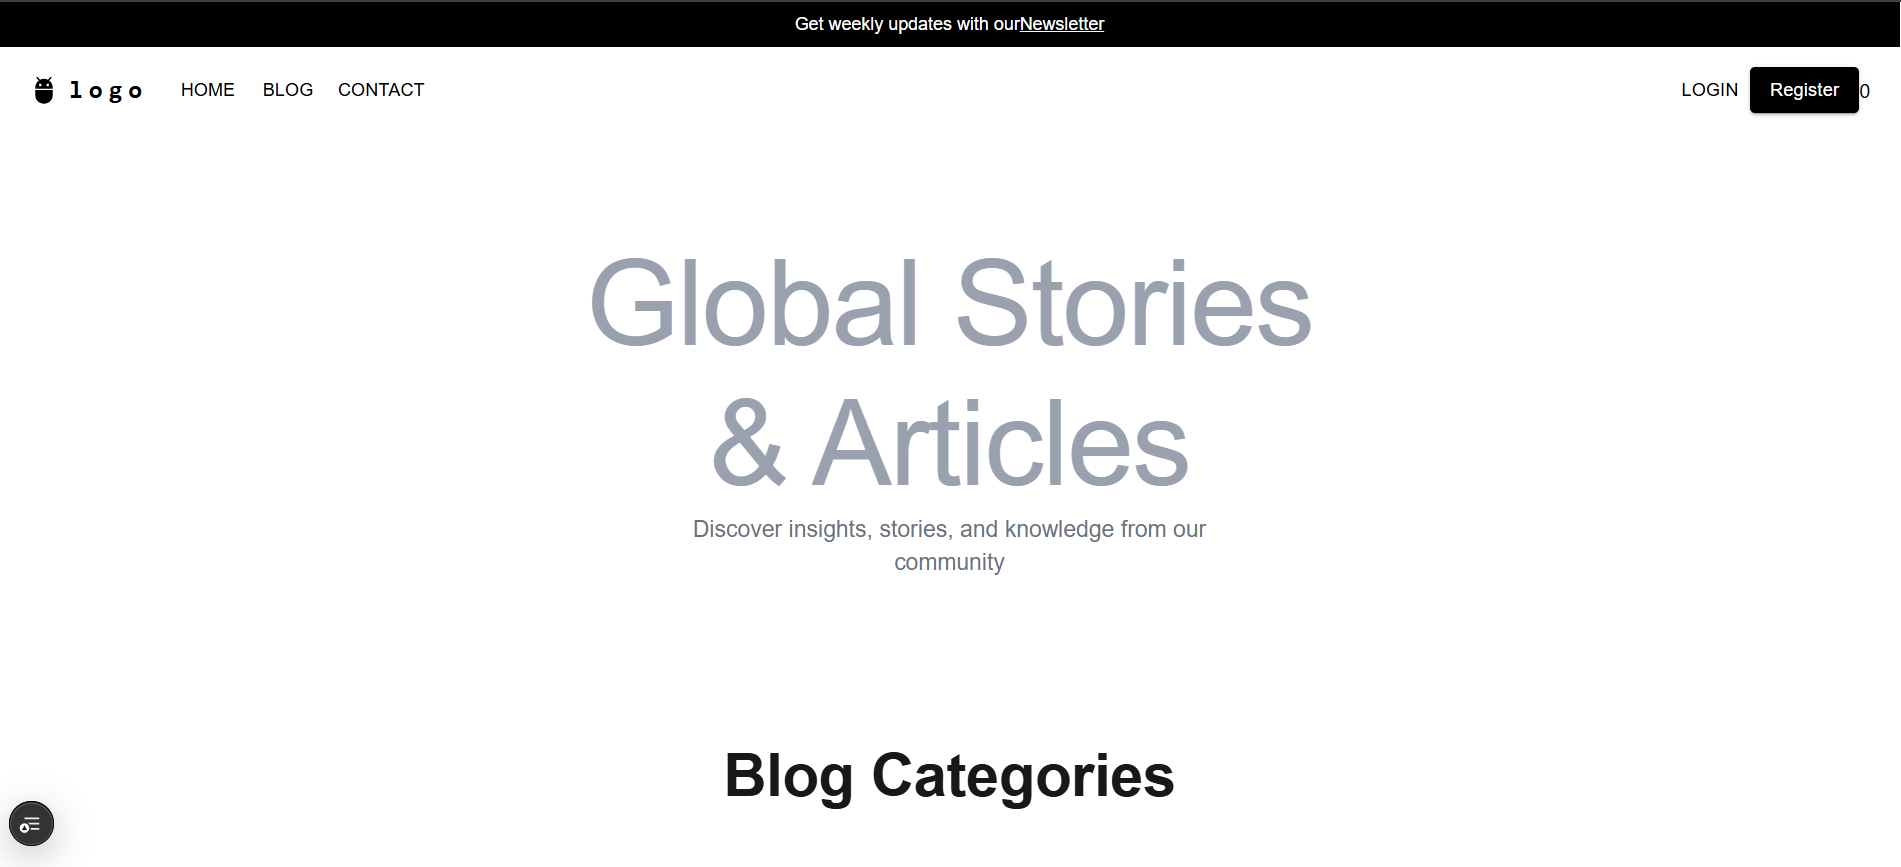 Get weekly updates with ourNewsletter
logo HOME BLOG CONTACT LOGIN Register 0
Global Stories
& Articles
Discover insights, stories, and knowledge from our
community
Blog Categories